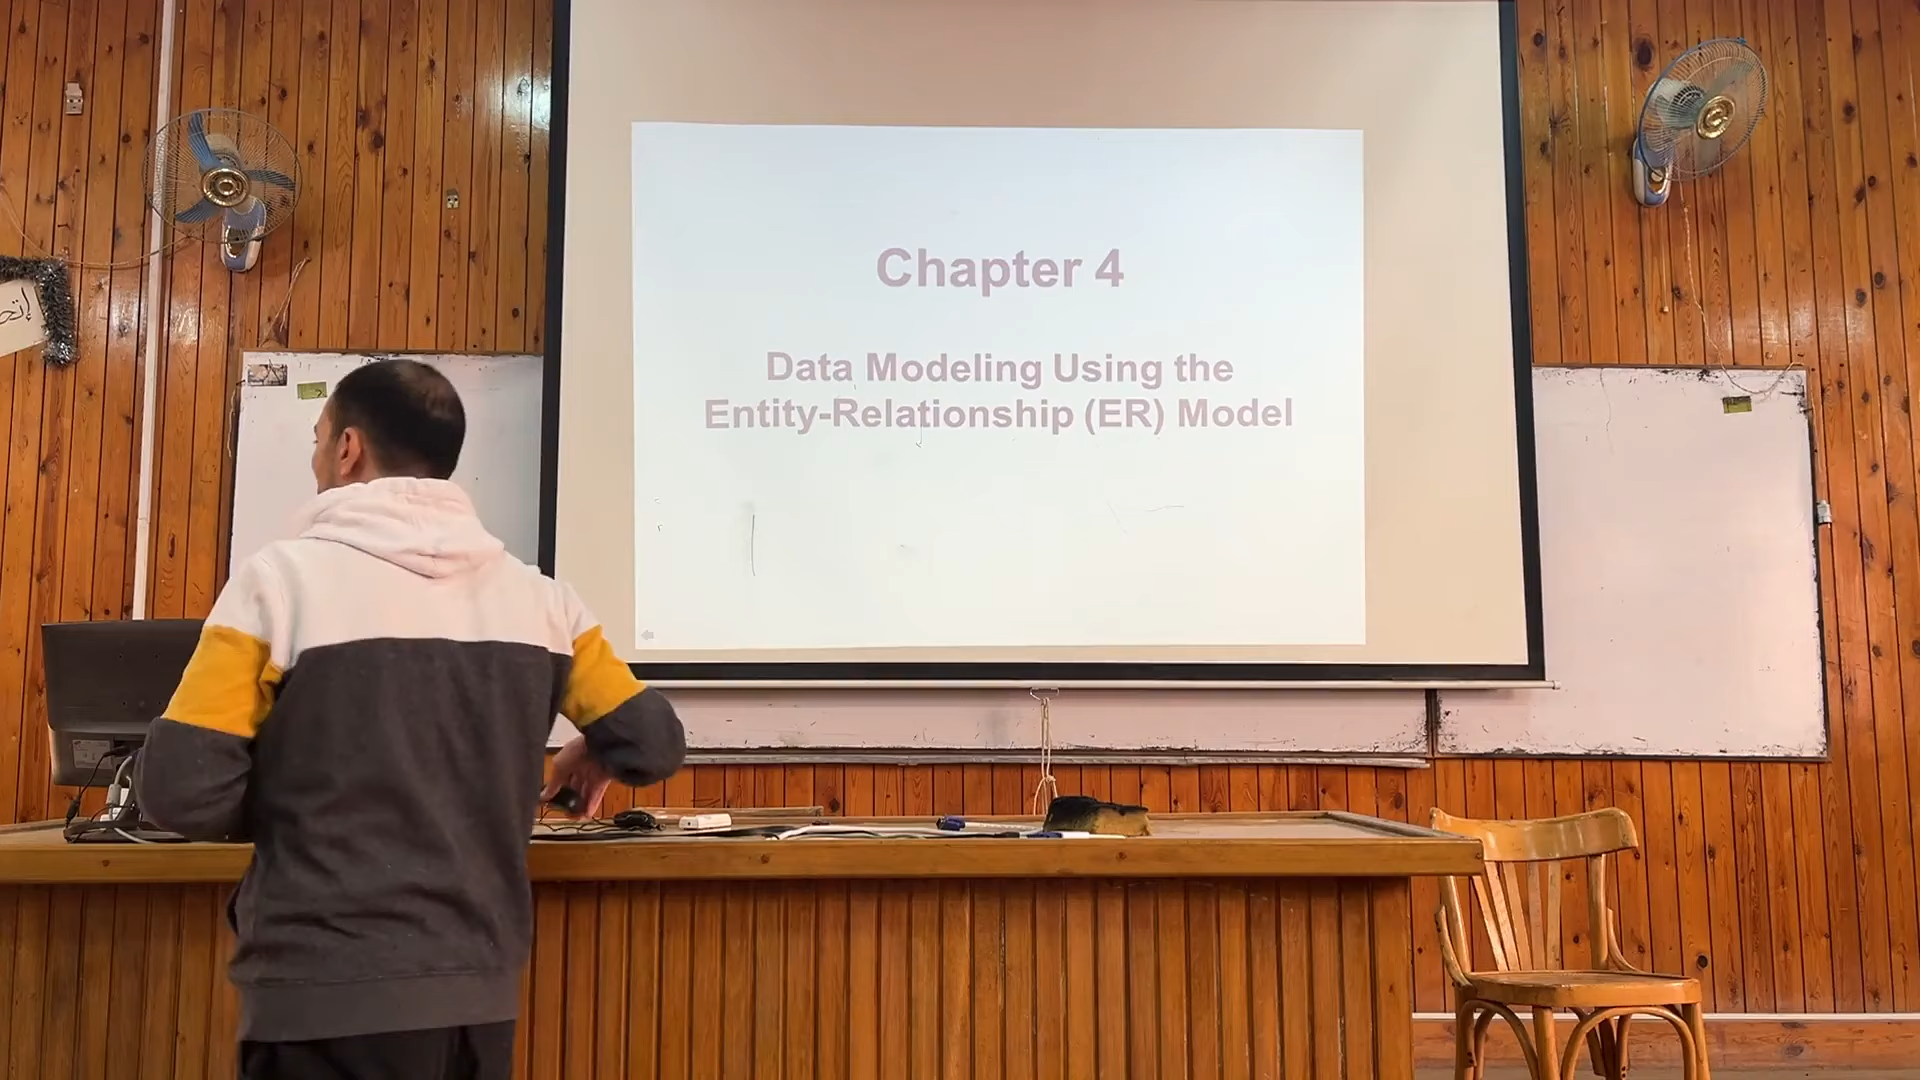 Chapter 4
Data Modeling Using the
Entity-Relationship (ER) Model